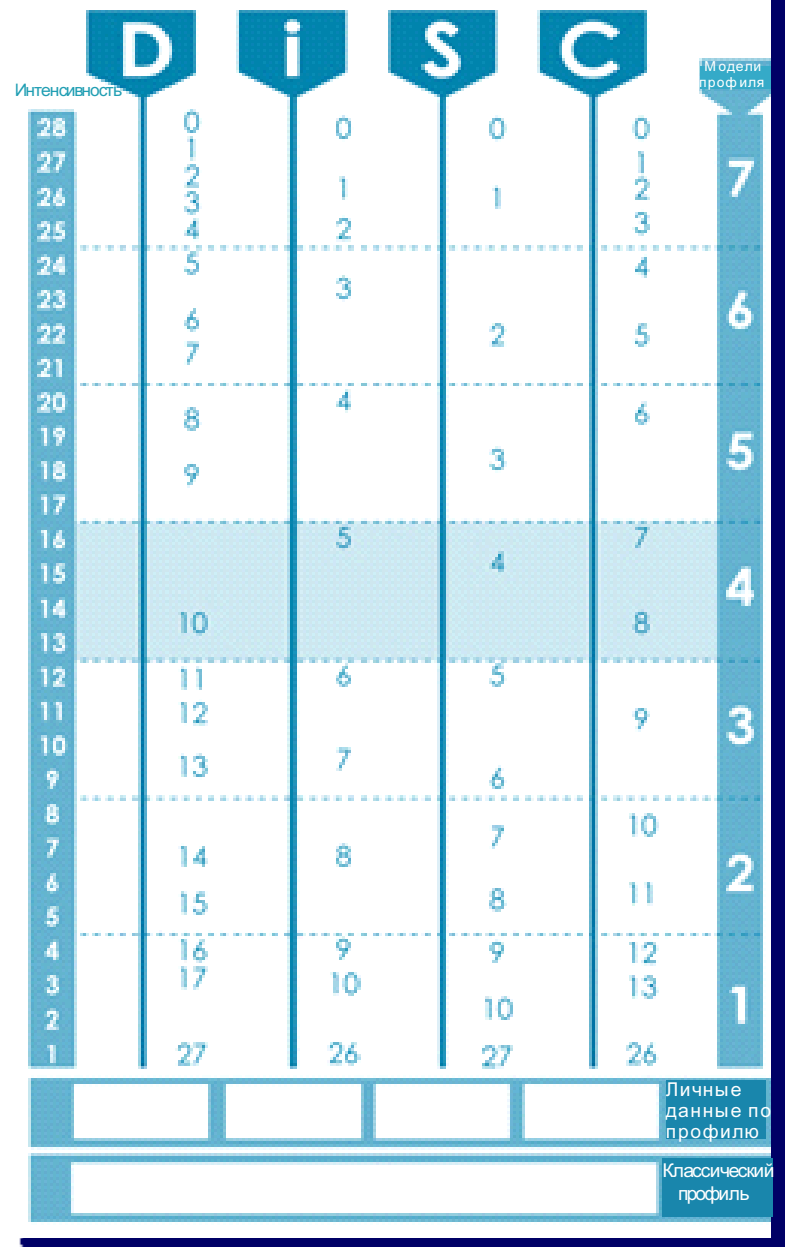 D i S C
Модели
профиля
Интенсивность
28 0 0 0 0
27 1 1 7
26 2 1 1 2
3
25 4 2 3
24 5 4
23 3 6
22 6 2 5
21 7
20 4
19 8 6
18 9 3 5
17
16 5 7
15 4 4
14 10 8
13
12 11 6 5
11 12 9 3
10 7
9 13 6
8 10
7 14 8 7
6 11 2
5 15 8
4 16 9 9 12
3 17 10 13
2 10 1
1 27 26 27 26
Личные
данные по
профилю
Классический
профиль